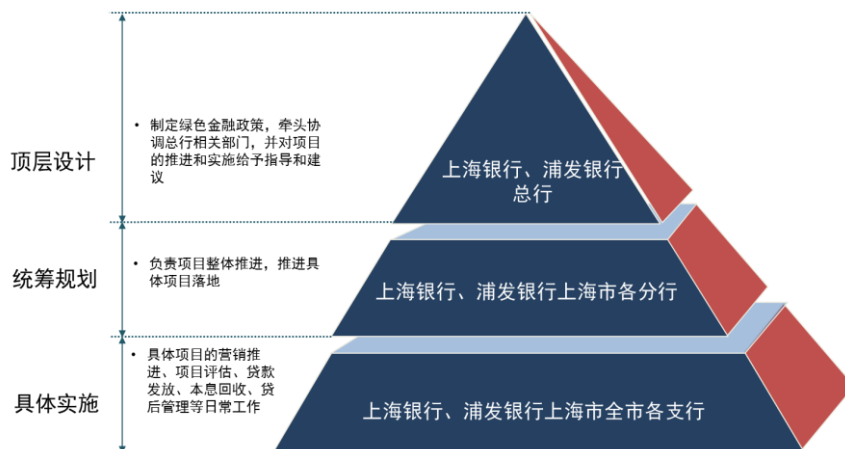 顶层设计
• 制定绿色金融政策，牵头协
调总行相关部门，并对项目
的推进和实施给予指导和建
议
上海银行、浦发银行
总行
统筹规划
• 负责项目整体推进，推进具
体项目落地
上海银行、浦发银行上海市各分行
具体实施
• 具体项目的营销推
进、项目评估、贷款
发放、本息回收、贷
后管理等日常工作
上海银行、浦发银行上海市全市各支行